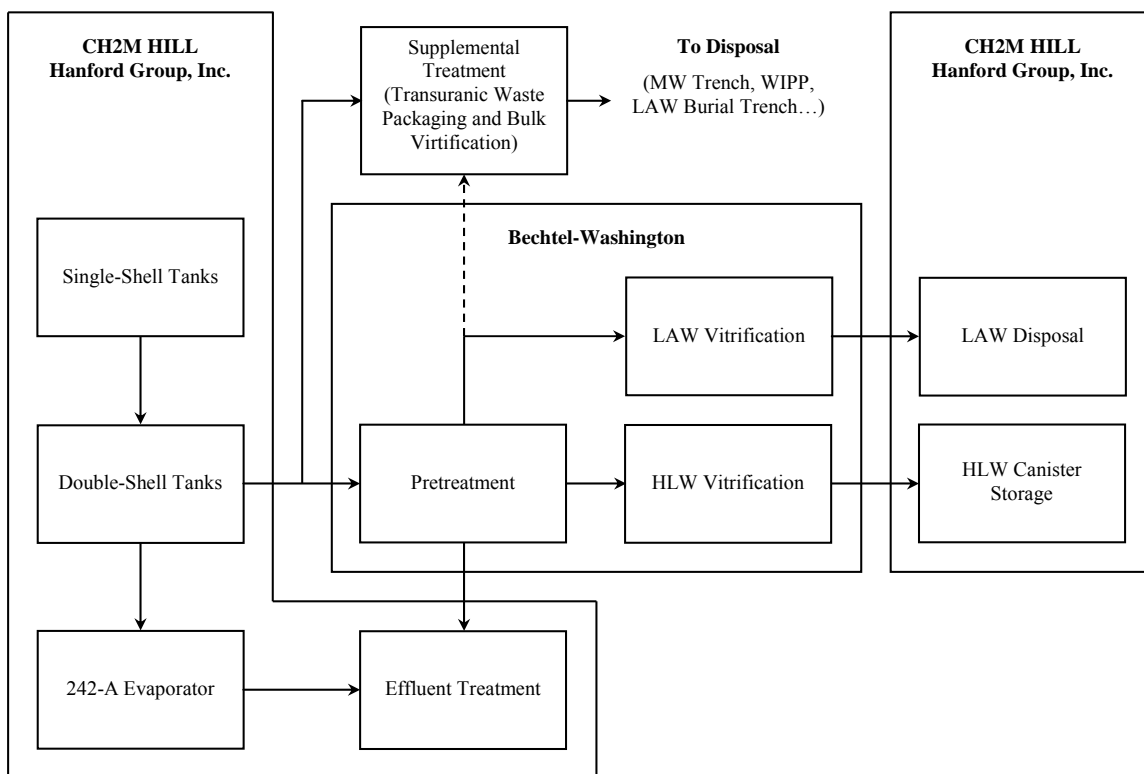 CH2M HILL
Hanford Group, Inc.
Supplemental
Treatment
(Transuranic Waste
Packaging and Bulk
Virtification)
To Disposal
(MW Trench, WIPP,
LAW Burial Trench…)
CH2M HILL
Hanford Group, Inc.
Bechtel-Washington
Single-Shell Tanks
LAW Vitrification
LAW Disposal
Double-Shell Tanks
Pretreatment
HLW Vitrification
HLW Canister
Storage
242-A Evaporator
Effluent Treatment